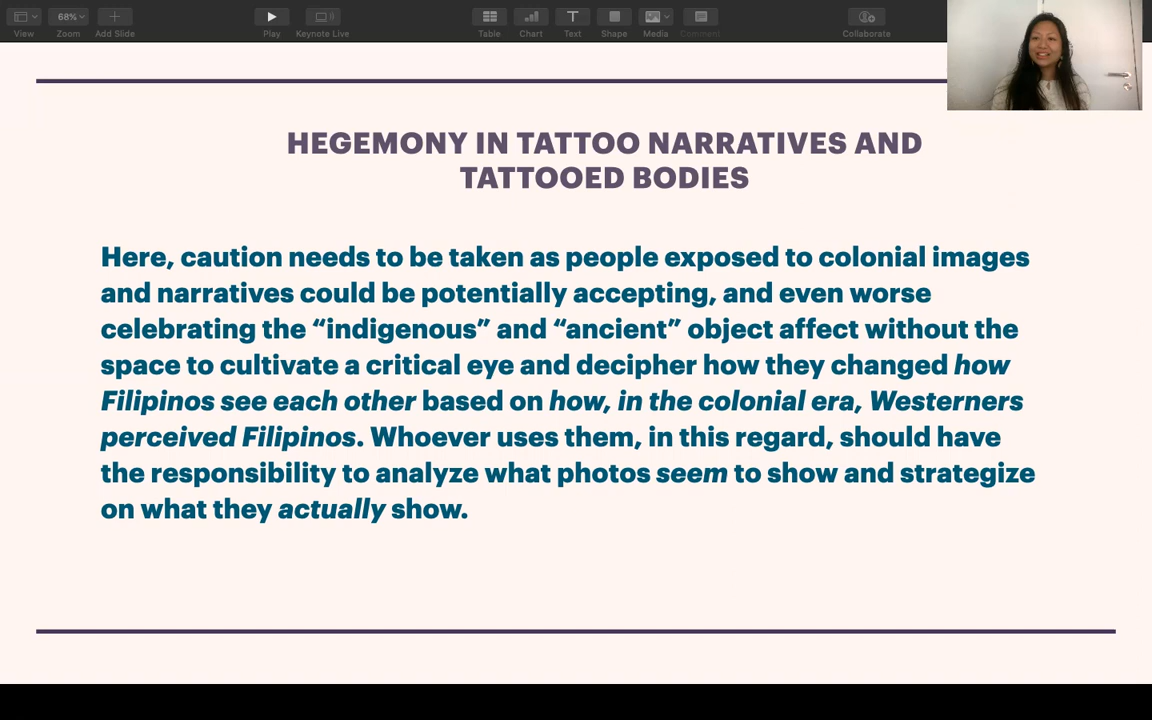 68%
View
Zoom
Add Slide
Play
Keynote Live
Table
Chart
Text
Shape
Media
Comment
Collaborate
HEGEMONY IN TATTOO NARRATIVES AND
TATTOOED BODIES
Here, caution needs to be taken as people exposed to colonial images
and narratives could be potentially accepting, and even worse
celebrating the “indigenous” and “ancient” object affect without the
space to cultivate a critical eye and decipher how they changed how
Filipinos see each other based on how, in the colonial era, Westerners
perceived Filipinos. Whoever uses them, in this regard, should have
the responsibility to analyze what photos seem to show and strategize
on what they actually show.